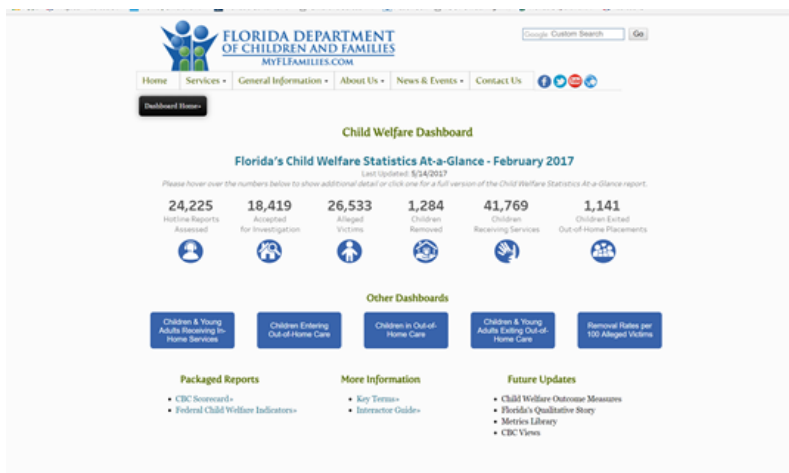 FLORIDA DEPARTMENT
OF CHILDREN AND FAMILIES
MYFLFAMILIES.COM
Google Custom Search Go
Home Services General Information About Us News & Events Contact Us
Dashboard Home»
Child Welfare Dashboard
Florida's Child Welfare Statistics At-a-Glance - February 2017
Last Updated: 5/14/2017
Please hover over the numbers below to show additional detail or click one for a full version of the Child Welfare Statistics At-a-Glance report.
24,225 18,419 26,533 1,284 41,769 1,141
Hotline Reports Accepted Alleged Children Children Children Exited
Assessed for Investigation Victims Removed Receiving Services Out-of-Home Placements
Other Dashboards
Children & Young
Adults Receiving In-
Home Services
Children Entering
Out-of-Home Care
Children in Out-of-
Home Care
Children & Young
Adults Exiting Out-of-
Home Care
Removal Rates per
100 Alleged Victims
Packaged Reports
• CBC Scorecard»
• Federal Child Welfare Indicators»
More Information
• Key Terms»
• Interactor Guide»
Future Updates
• Child Welfare Outcome Measures
• Florida's Qualitative Story
• Metrics Library
• CBC Views